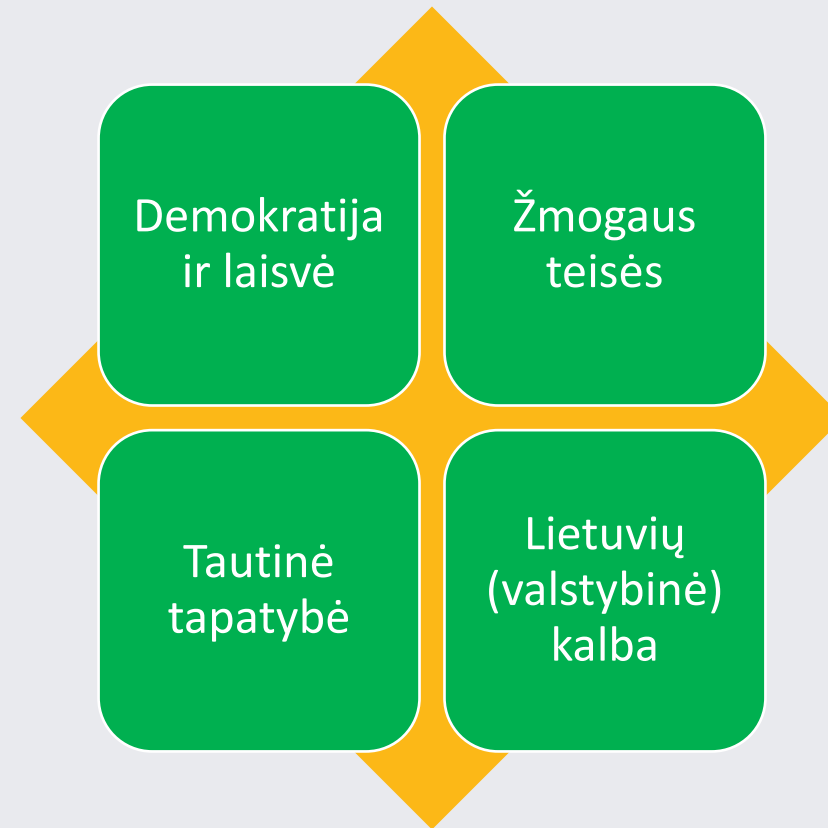 Demokratija
ir laisvė
Žmogaus
teisės
Tautinė
tapatybė
Lietuvių
(valstybinė)
kalba